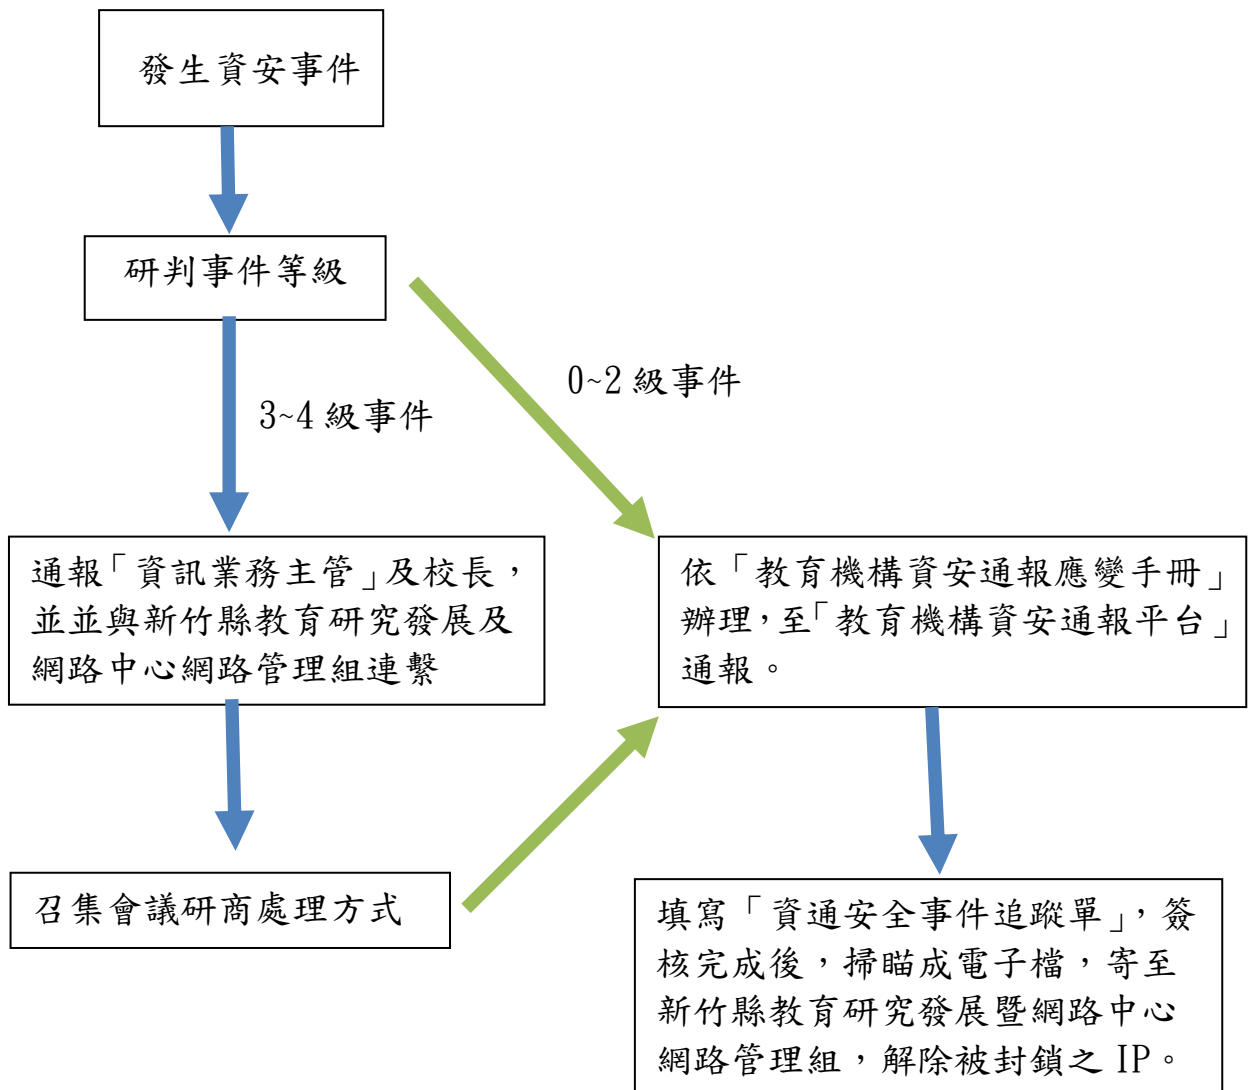 發生資安事件
研判事件等級
0~2 級事件
3~4 級事件
通報「資訊業務主管」及校長，
並並與新竹縣教育研究發展及
網路中心網路管理組連繫
依「教育機構資安通報應變手冊」
辦理，至「教育機構資安通報平台」
通報。
召集會議研商處理方式
填寫「資通安全事件追蹤單」，簽
核完成後，掃瞄成電子檔，寄至
新竹縣教育研究發展暨網路中心
網路管理組，解除被封鎖之 IP。